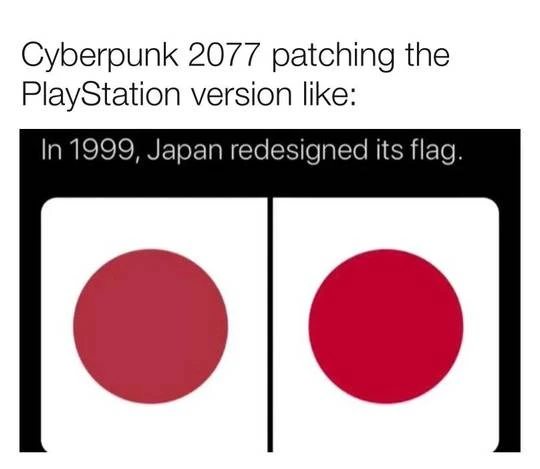 Cyberpunk 2077 patching the
PlayStation version like:
In 1999, Japan redesigned its flag.